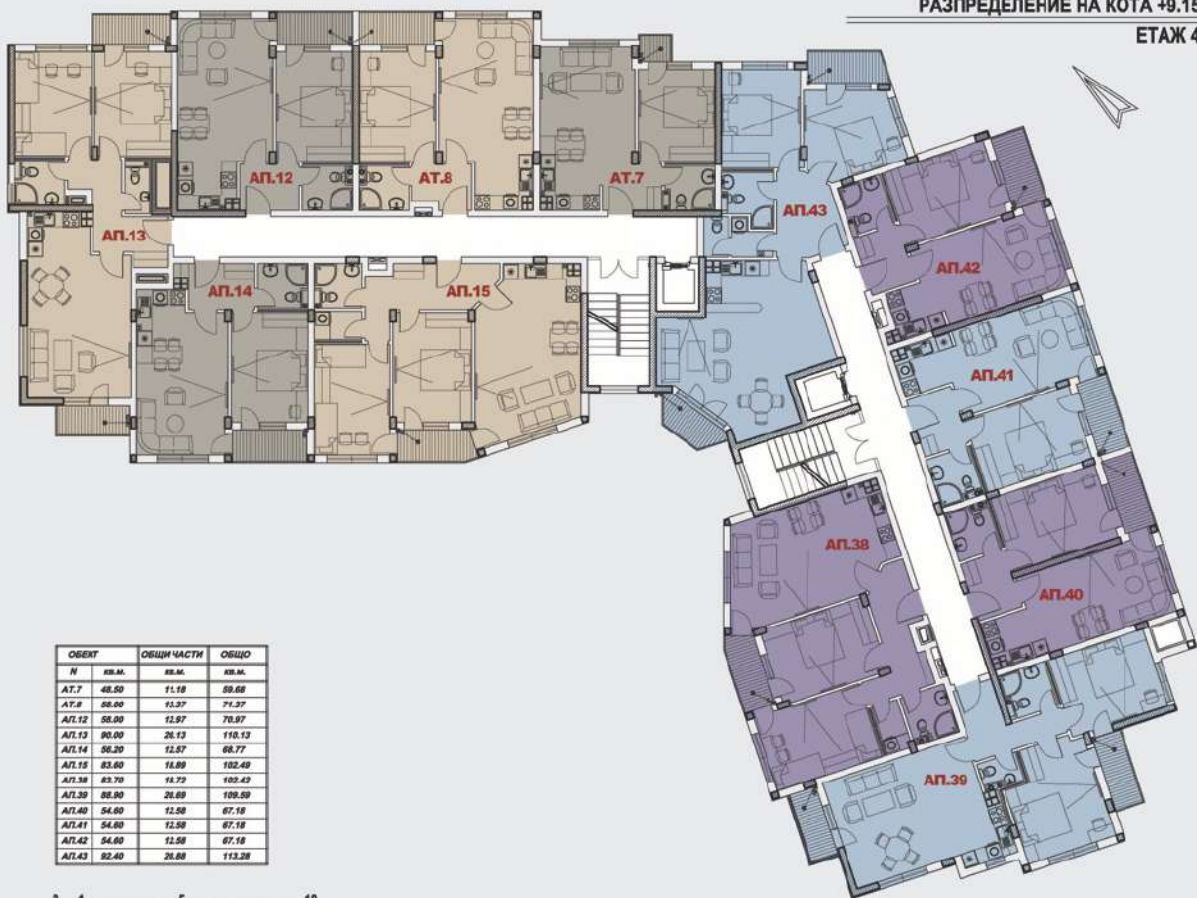 РАЗПРЕДЕЛЕНИЕ НА КОТА +9.15
ЕТАЖ 4
АП.12
АТ.8
АТ.7
АП.43
АП.13
АП.42
АП.14
АП.15
АП.41
АП.38
АП.40
АП.39
ОБЕКТ ОБЩИ ЧАСТИ ОБЩО
N КВ.М. КВ.М. КВ.М.
АТ.7 48.50 11.18 59.68
АТ.8 58.00 13.37 71.37
АП.12 58.00 12.97 70.97
АП.13 90.00 110.13
АП.14 56.20 12.57 68.77
АП.15 83.60 18.89 102.49
АП.38 83.70 18.72 102.42
АП.39 88.90 109.59
АП.40 54.60 12.58 67.18
АП.41 54.60 12.58 67.18
АП.42 54.60 12.58 67.18
АП.43 92.40 113.28